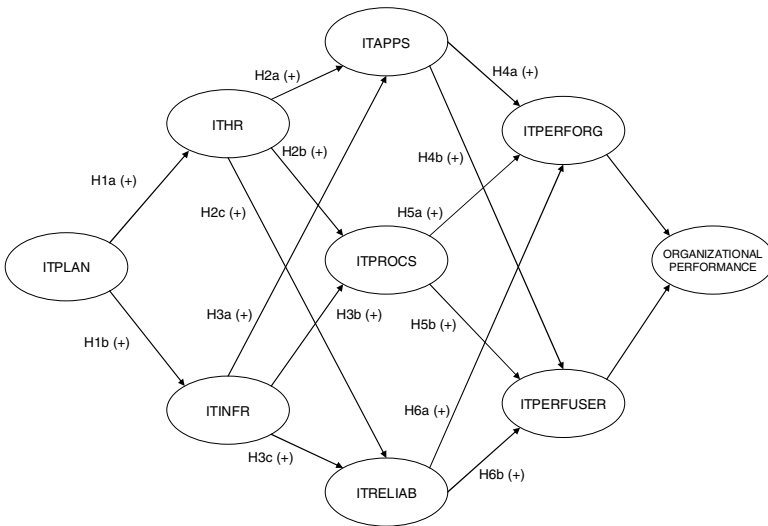 ITAPPS
H2a (+)
H4a (+)
ITHR
ITPERFORG
H2b (+)
H4b (+)
H1a (+)
H2c (+)
H5a (+)
ITPLAN
ITPROCS
ORGANIZATIONAL
PERFORMANCE
H3a (+)
H3b (+)
H5b (+)
H1b (+)
ITINFR
ITPERFUSER
H6a (+)
H3c (+)
H6b (+)
ITRELIAB